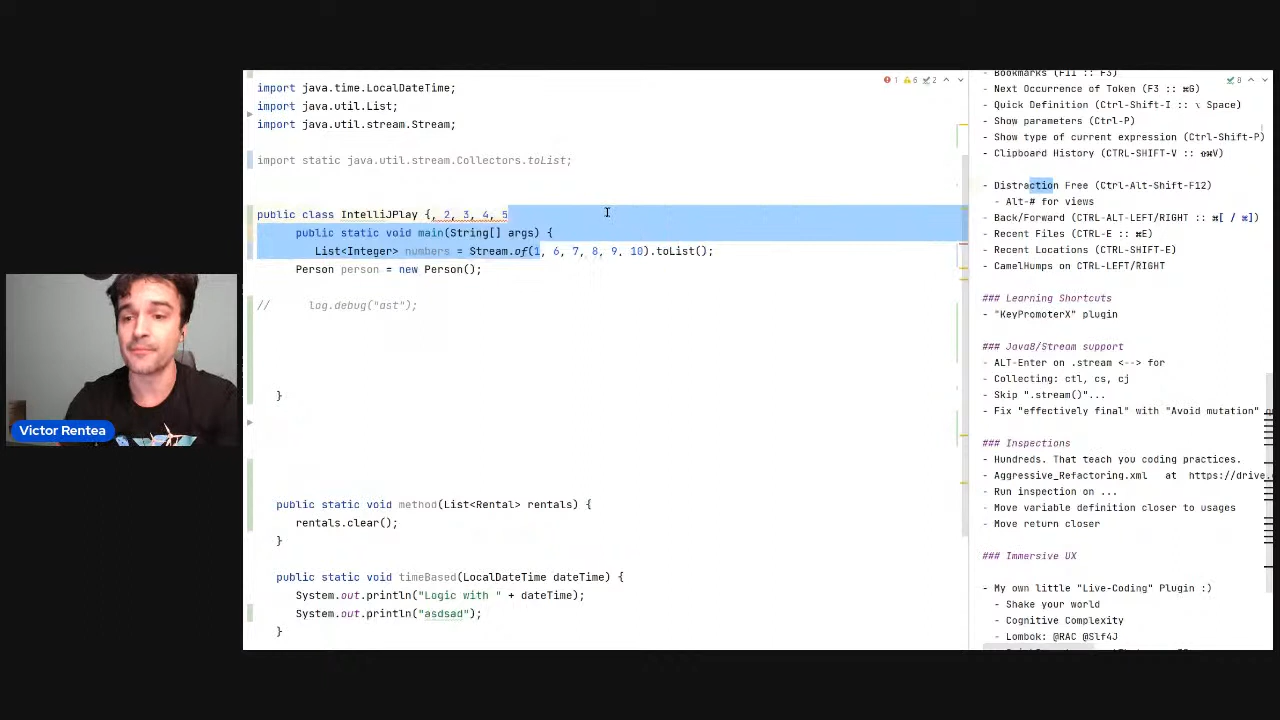 import java.time.LocalDateTime;
import java.util.List;
import java.util.stream.Stream;
import static java.util.stream.Collectors.toList;
public class IntelliJPlay {, 2, 3, 4, 5
public static void main(String[] args) {
List<Integer> numbers = Stream.of(1, 6, 7, 8, 9, 10).toList();
Person person = new Person();
// log.debug("ast");
}
public static void method(List<Rental> rentals) {
rentals.clear();
}
public static void timeBased(LocalDateTime dateTime) {
System.out.println("Logic with " + dateTime);
System.out.println("asdsad");
}
1 6 2
8
- Bookmarks (F11 :: F3)
- Next Occurrence of Token (F3 :: ⌘G)
- Quick Definition (Ctrl-Shift-I :: ⌥ Space)
- Show parameters (Ctrl-P)
- Show type of current expression (Ctrl-Shift-P)
- Clipboard History (CTRL-SHIFT-V :: ⇧⌘V)
- Distraction Free (Ctrl-Alt-Shift-F12)
- Alt-# for views
- Back/Forward (CTRL-ALT-LEFT/RIGHT :: ⌘[ / ⌘])
- Recent Files (CTRL-E :: ⌘E)
- Recent Locations (CTRL-SHIFT-E)
- CamelHumps on CTRL-LEFT/RIGHT
### Learning Shortcuts
- "KeyPromoterX" plugin
### Java8/Stream support
- ALT-Enter on .stream <--> for
- Collecting: ctl, cs, cj
- Skip ".stream()"...
- Fix "effectively final" with "Avoid mutation"
### Inspections
- Hundreds. That teach you coding practices.
- Aggressive_Refactoring.xml at https://drive.
- Run inspection on ...
- Move variable definition closer to usages
- Move return closer
### Immersive UX
- My own little "Live-Coding" Plugin :)
- Shake your world
- Cognitive Complexity
- Lombok: @RAC @Slf4J
Victor Rentea